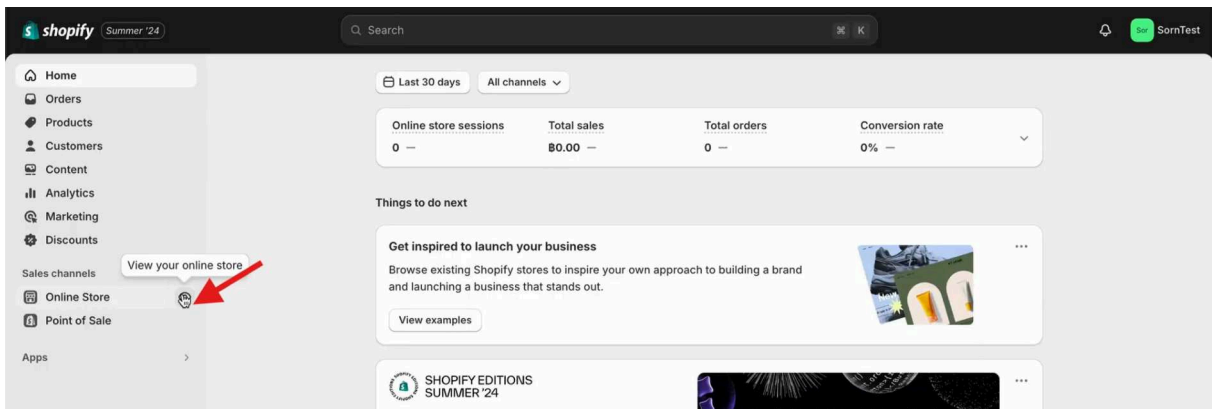 shopify Summer '24
Search
⌘ K
Sor SornTest
Home
Orders
Products
Customers
Content
Analytics
Marketing
Discounts
Sales channels
View your online store
Online Store
Point of Sale
Apps
Last 30 days All channels
Online store sessions Total sales Total orders Conversion rate
0 — ฿0.00 — 0 — 0% —
Things to do next
Get inspired to launch your business
Browse existing Shopify stores to inspire your own approach to building a brand
and launching a business that stands out.
View examples
SHOPIFY EDITIONS
SUMMER '24